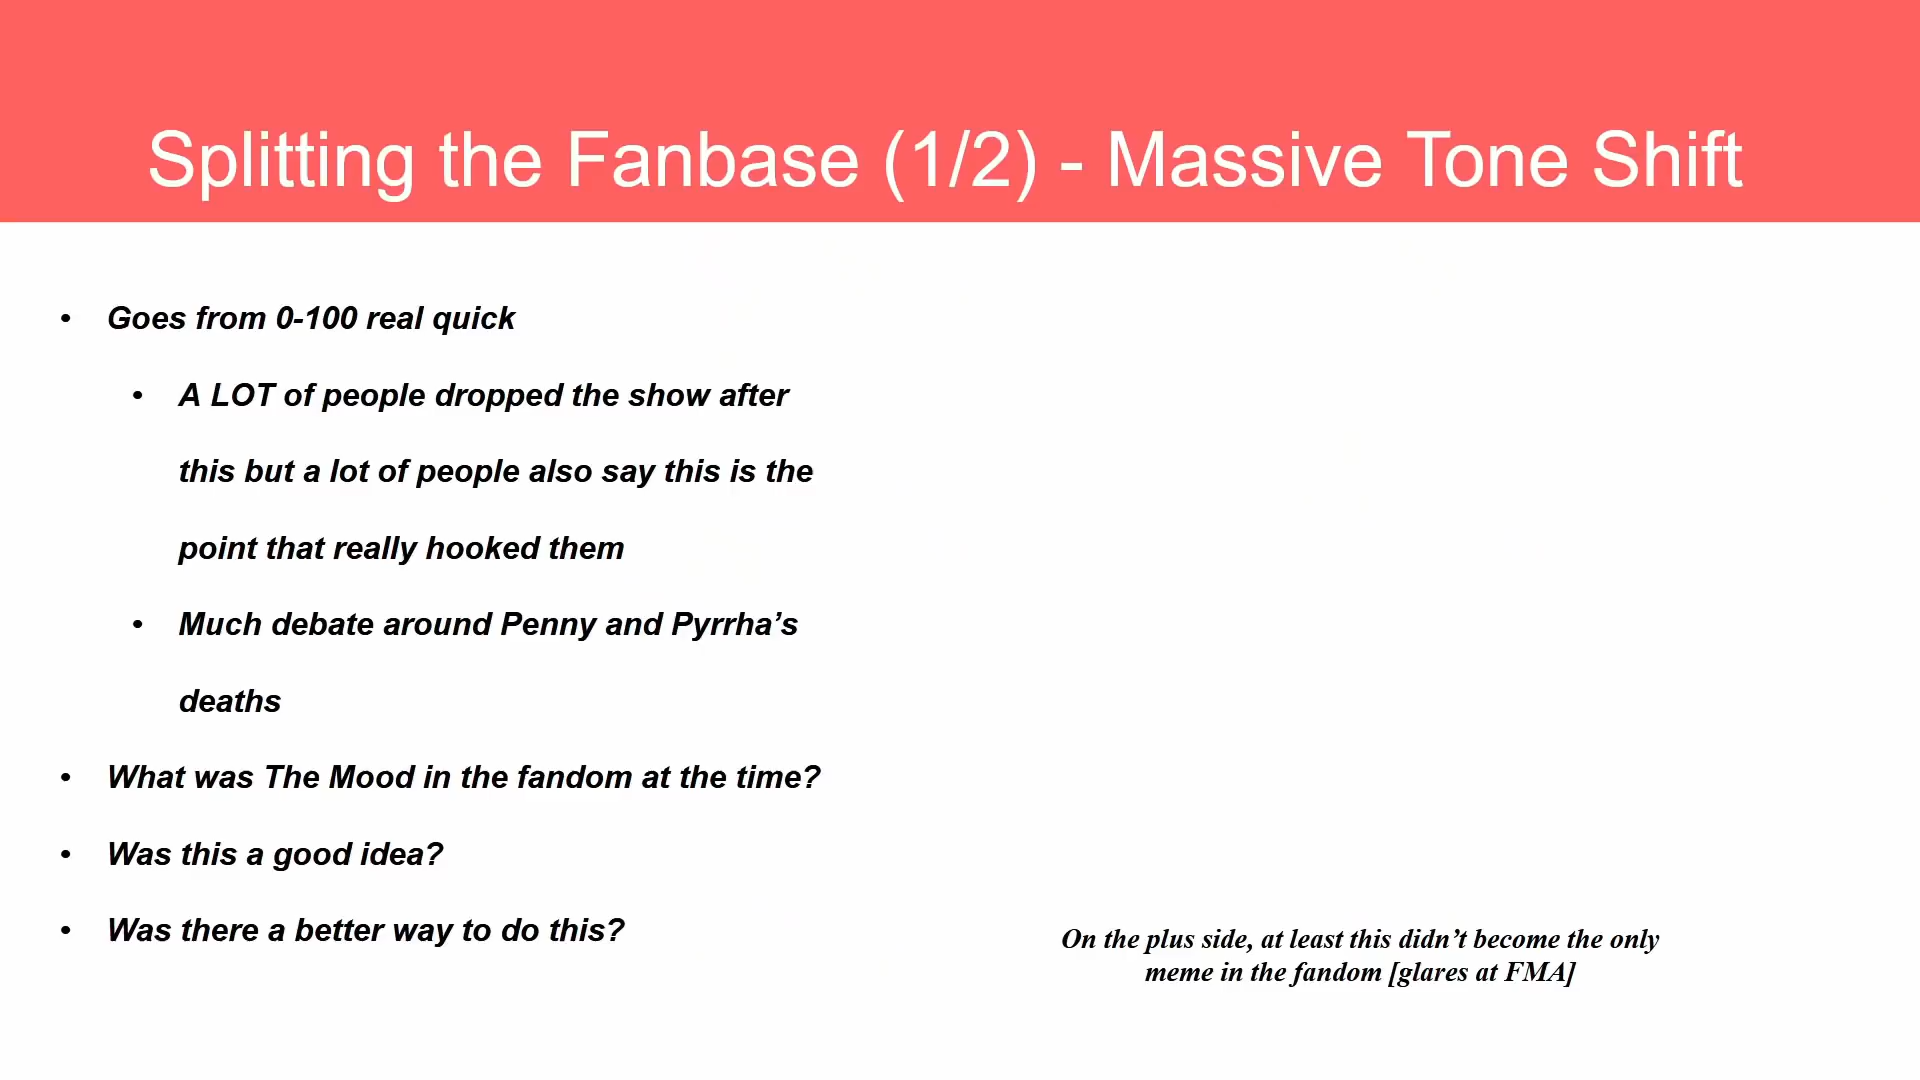 Splitting the Fanbase (1/2) - Massive Tone Shift
• Goes from 0-100 real quick
• A LOT of people dropped the show after
this but a lot of people also say this is the
point that really hooked them
• Much debate around Penny and Pyrrha’s
deaths
• What was The Mood in the fandom at the time?
• Was this a good idea?
• Was there a better way to do this?
On the plus side, at least this didn’t become the only
meme in the fandom [glares at FMA]